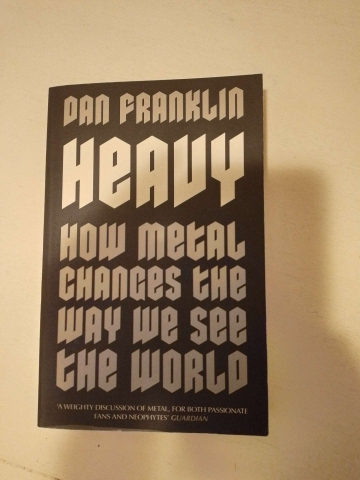 DAN FRANKLIN
HEAVY
HOW METAL
CHANGES THE
WAY WE SEE
THE WORLD
'A WEIGHTY DISCUSSION OF METAL, FOR BOTH PASSIONATE
FANS AND NEOPHYTES' GUARDIAN